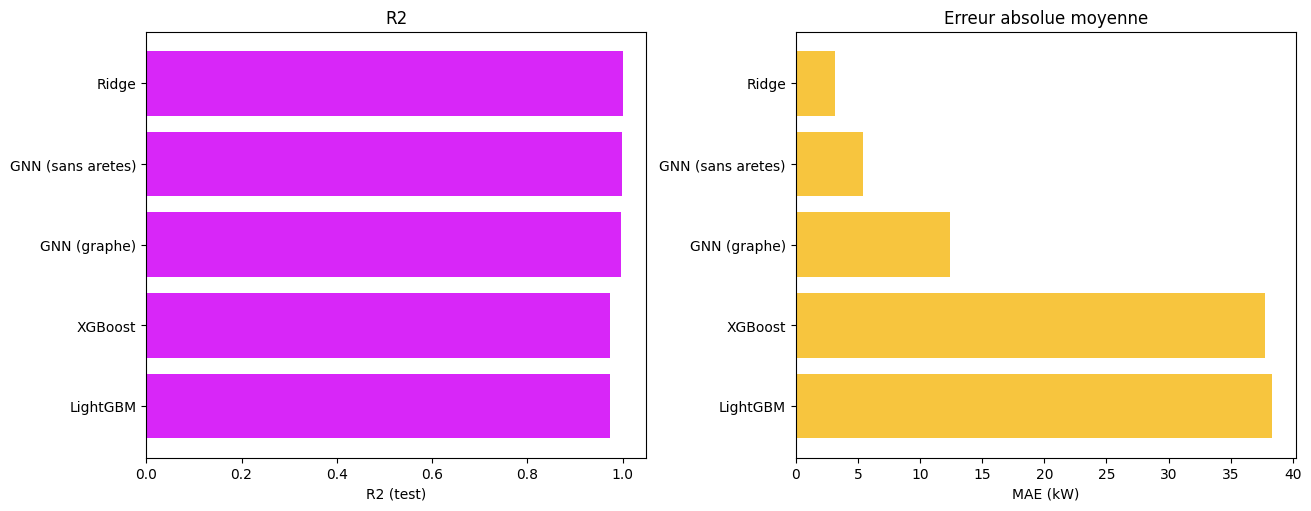 R2
Ridge
GNN (sans aretes)
GNN (graphe)
XGBoost
LightGBM
0.0 0.2 0.4 0.6 0.8 1.0
R2 (test)
Erreur absolue moyenne
Ridge
GNN (sans aretes)
GNN (graphe)
XGBoost
LightGBM
0 5 10 15 20 25 30 35 40
MAE (kW)